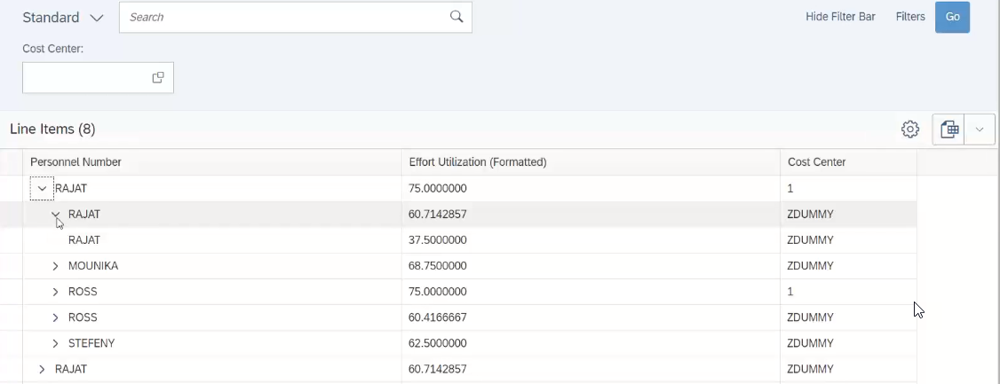 Standard
Search
Hide Filter Bar Filters Go
Cost Center:
Line Items (8)
Personnel Number Effort Utilization (Formatted) Cost Center
RAJAT 75.0000000 1
RAJAT 60.7142857 ZDUMMY
RAJAT 37.5000000 ZDUMMY
MOUNIKA 68.7500000 ZDUMMY
ROSS 75.0000000 1
ROSS 60.4166667 ZDUMMY
STEFENY 62.5000000 ZDUMMY
RAJAT 60.7142857 ZDUMMY